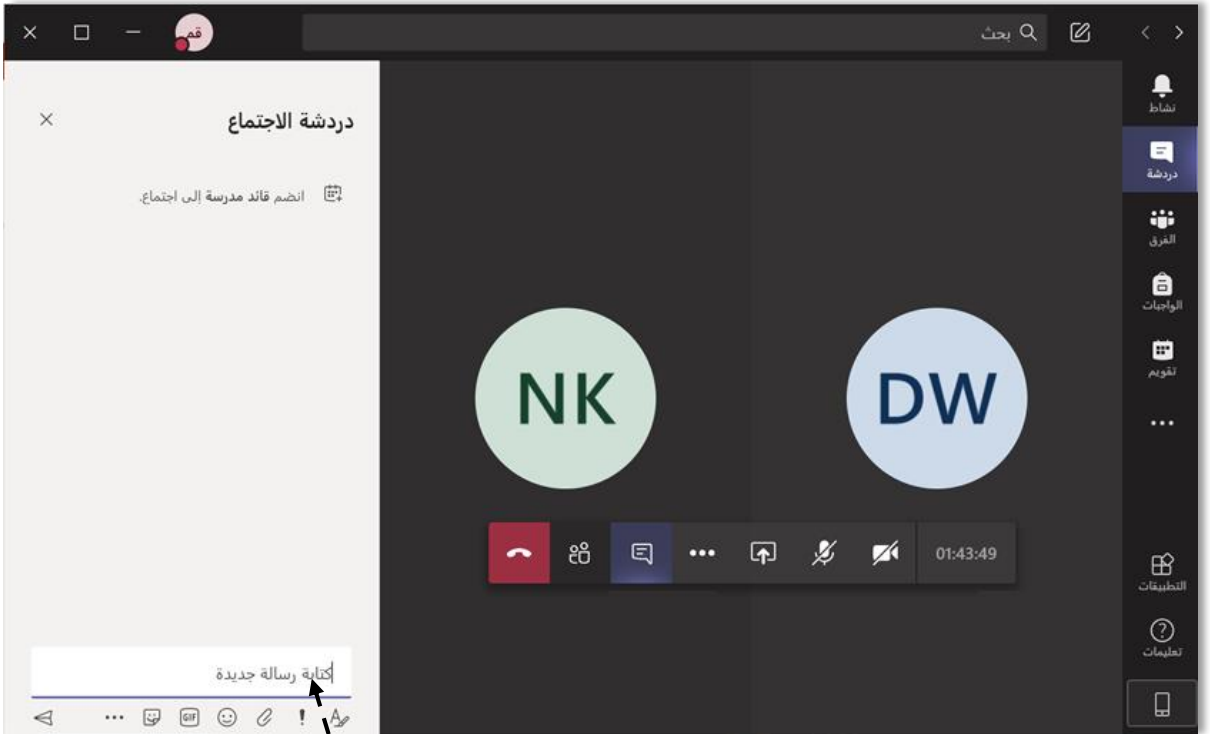 بحث
قم
نشاط
دردشة
الفرق
الواجبات
تقويم
التطبيقات
تعليمات
دردشة الاجتماع
انضم قائد مدرسة إلى اجتماع.
NK
DW
01:43:49
كتابة رسالة جديدة
GIF